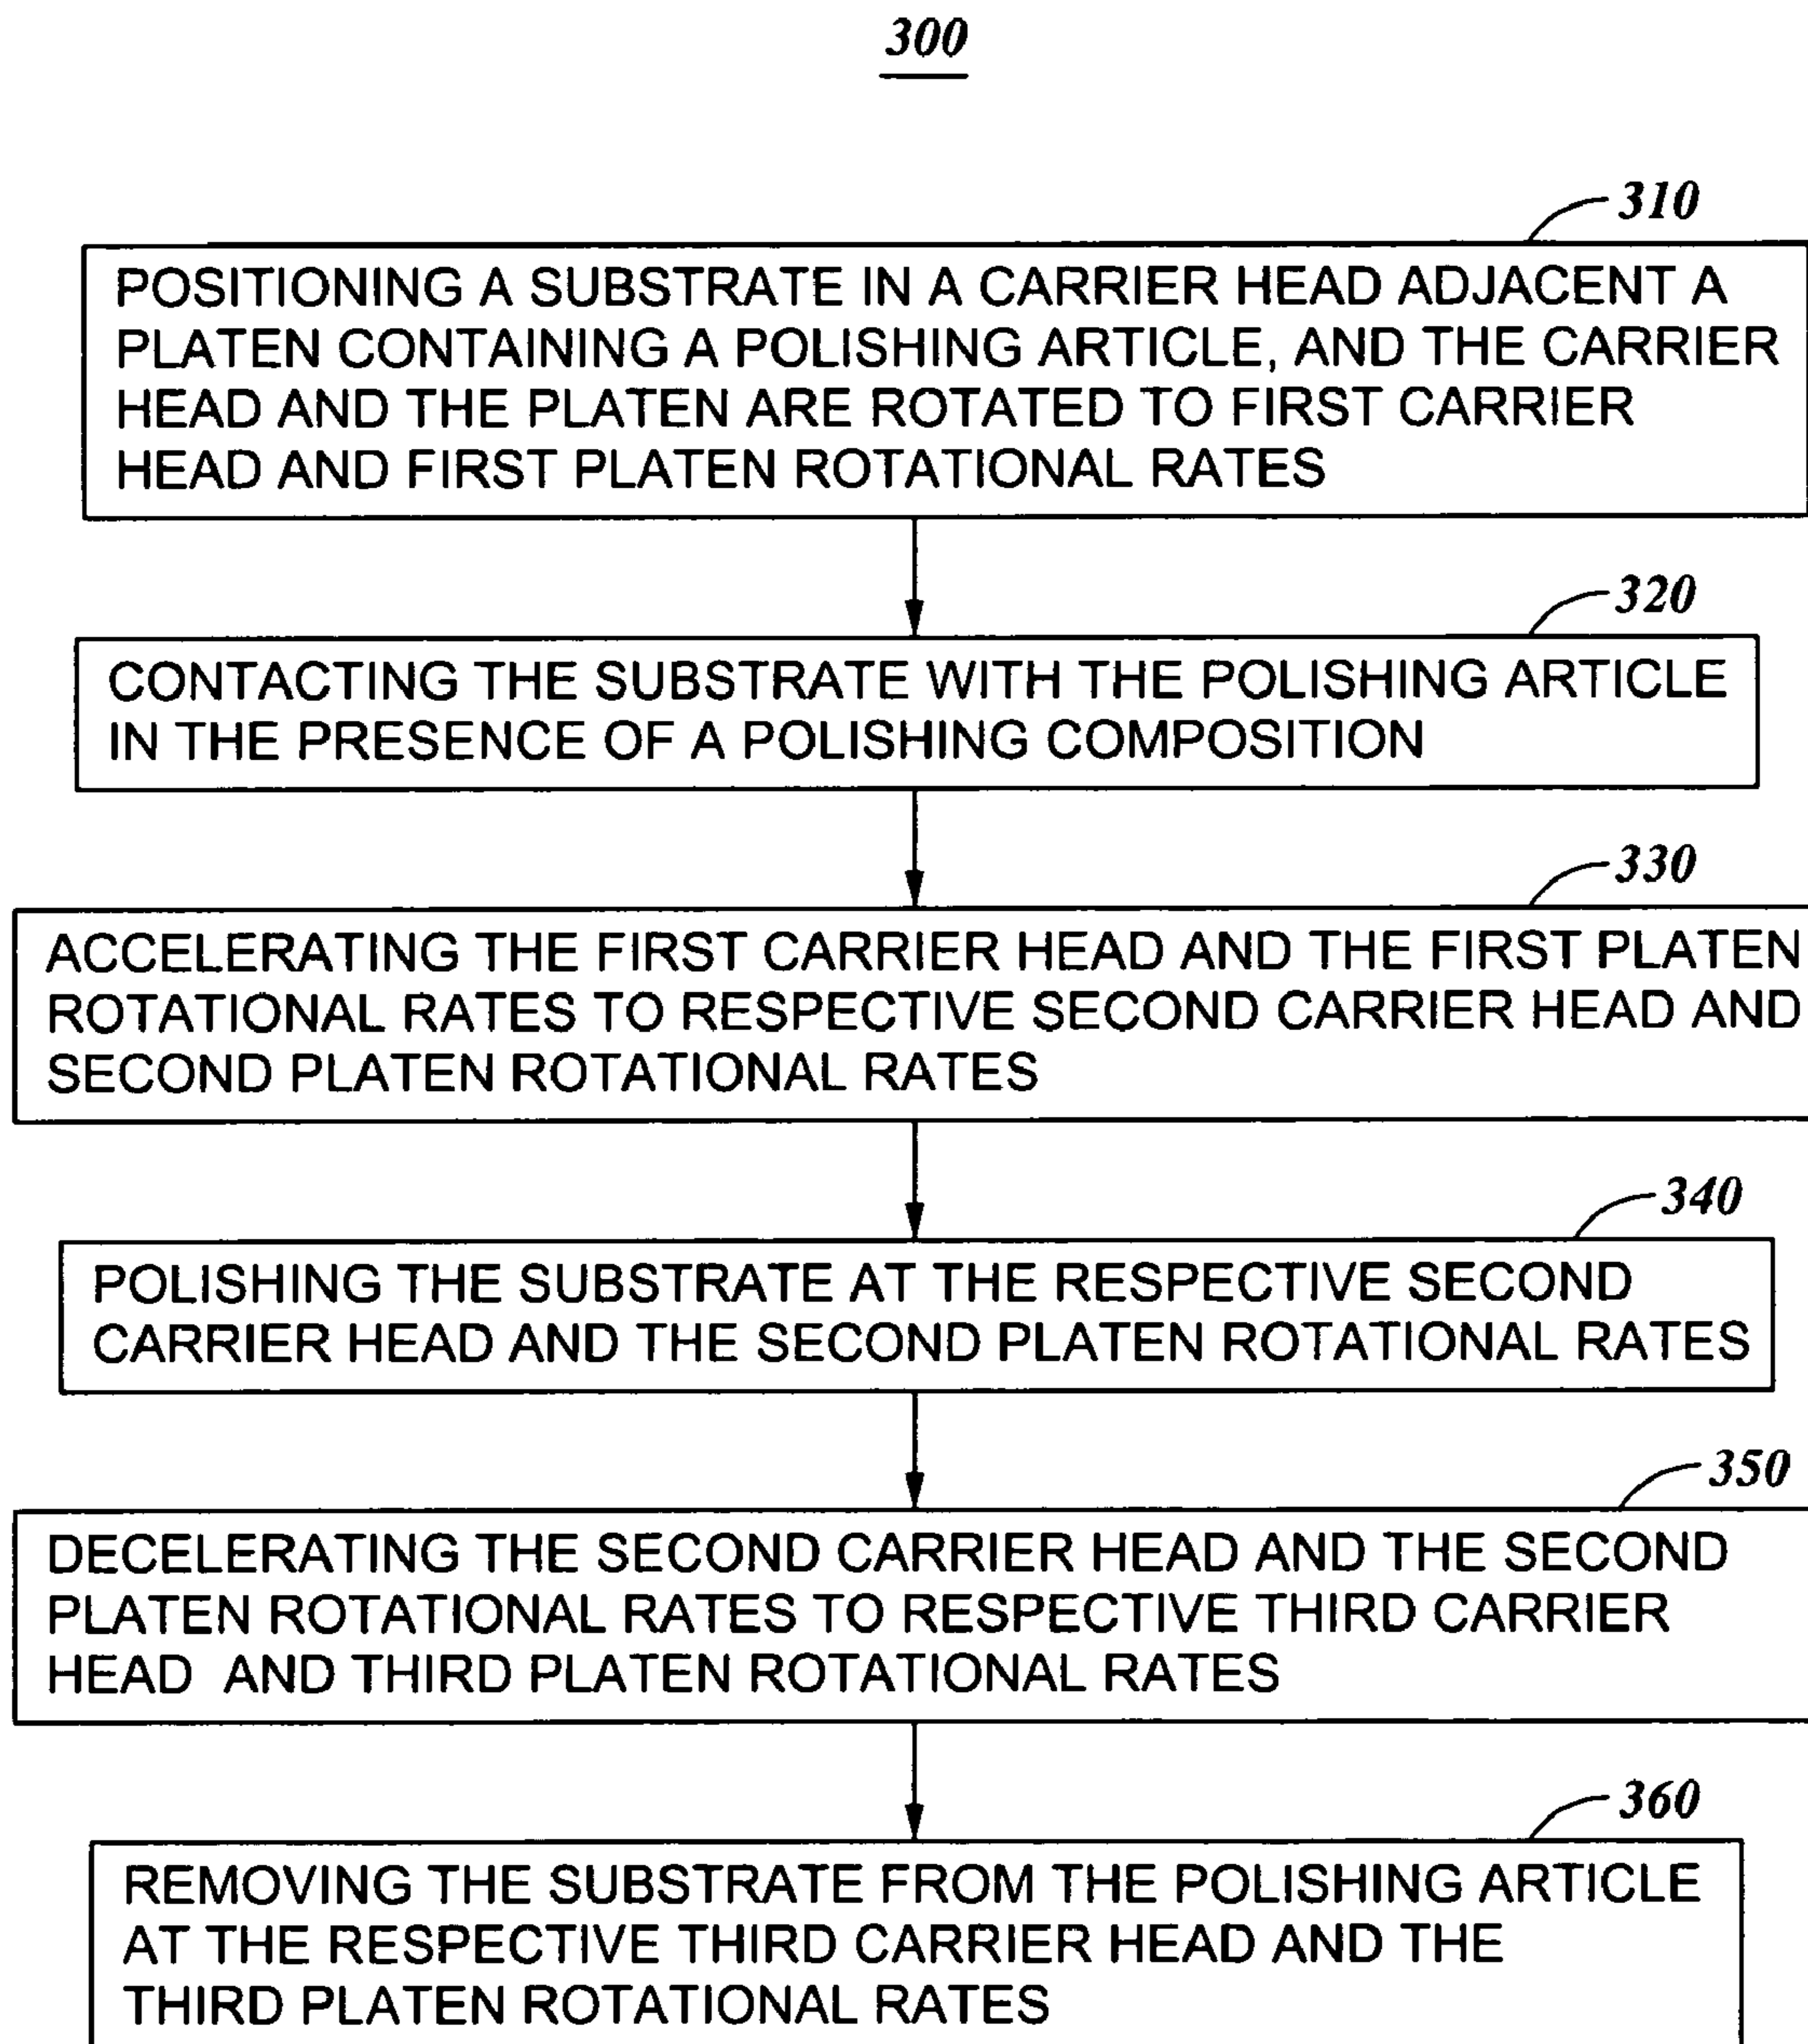 300
310
POSITIONING A SUBSTRATE IN A CARRIER HEAD ADJACENT A
PLATEN CONTAINING A POLISHING ARTICLE, AND THE CARRIER
HEAD AND THE PLATEN ARE ROTATED TO FIRST CARRIER
HEAD AND FIRST PLATEN ROTATIONAL RATES
320
CONTACTING THE SUBSTRATE WITH THE POLISHING ARTICLE
IN THE PRESENCE OF A POLISHING COMPOSITION
330
ACCELERATING THE FIRST CARRIER HEAD AND THE FIRST PLATEN
ROTATIONAL RATES TO RESPECTIVE SECOND CARRIER HEAD AND
SECOND PLATEN ROTATIONAL RATES
340
POLISHING THE SUBSTRATE AT THE RESPECTIVE SECOND
CARRIER HEAD AND THE SECOND PLATEN ROTATIONAL RATES
350
DECELERATING THE SECOND CARRIER HEAD AND THE SECOND
PLATEN ROTATIONAL RATES TO RESPECTIVE THIRD CARRIER
HEAD AND THIRD PLATEN ROTATIONAL RATES
360
REMOVING THE SUBSTRATE FROM THE POLISHING ARTICLE
AT THE RESPECTIVE THIRD CARRIER HEAD AND THE
THIRD PLATEN ROTATIONAL RATES